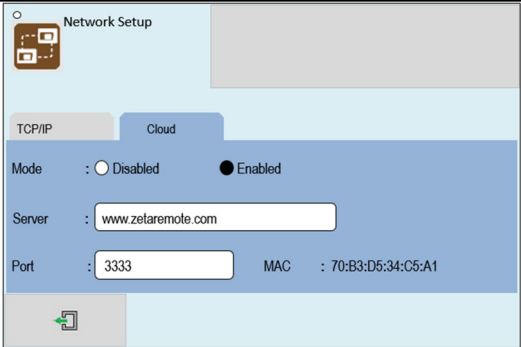 Network Setup
TCP/IP Cloud
Mode : Disabled Enabled
Server : www.zetaremote.com
Port : 3333 MAC : 70:B3:D5:34:C5:A1